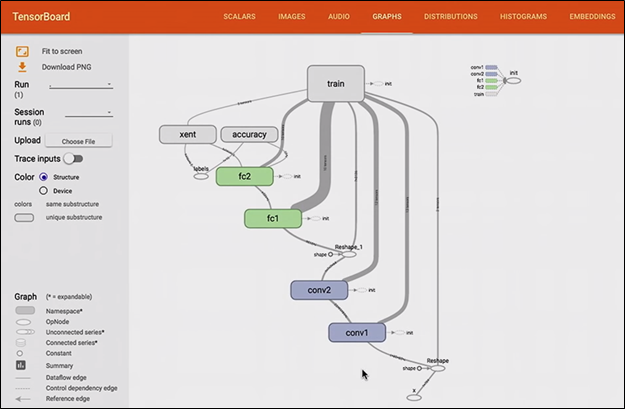 TensorBoard
SCALARS
IMAGES
AUDIO
GRAPHS
DISTRIBUTIONS
HISTOGRAMS
EMBEDDINGS
Fit to screen
Download PNG
Run
(1)
Session
runs (0)
Upload
Choose File
Trace inputs
Color
Structure
Device
colors
same substructure
unique substructure
Graph
(* = expandable)
Namespace*
OpNode
Unconnected series*
Connected series*
Constant
Summary
Dataflow edge
Control dependency edge
Reference edge
train
init
xent
accuracy
labels
fc2
init
fc1
init
Reshape_1
shape
conv2
init
conv1
init
Reshape
shape
x
conv1
conv2
fc1
fc2
train
init